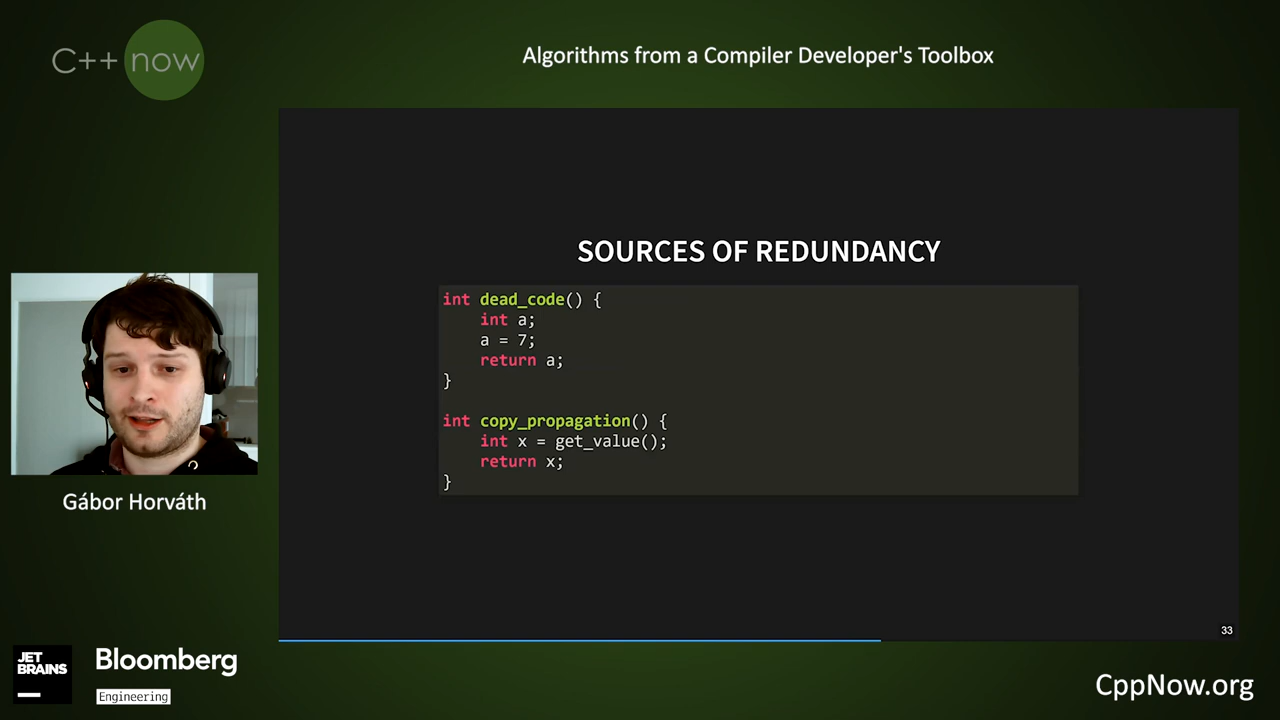 C++ now
Algorithms from a Compiler Developer's Toolbox
SOURCES OF REDUNDANCY
int dead_code() {
    int a;
    a = 7;
    return a;
}
int copy_propagation() {
    int x = get_value();
    return x;
}
Gábor Horváth
33
JET
BRAINS
Bloomberg
Engineering
CppNow.org